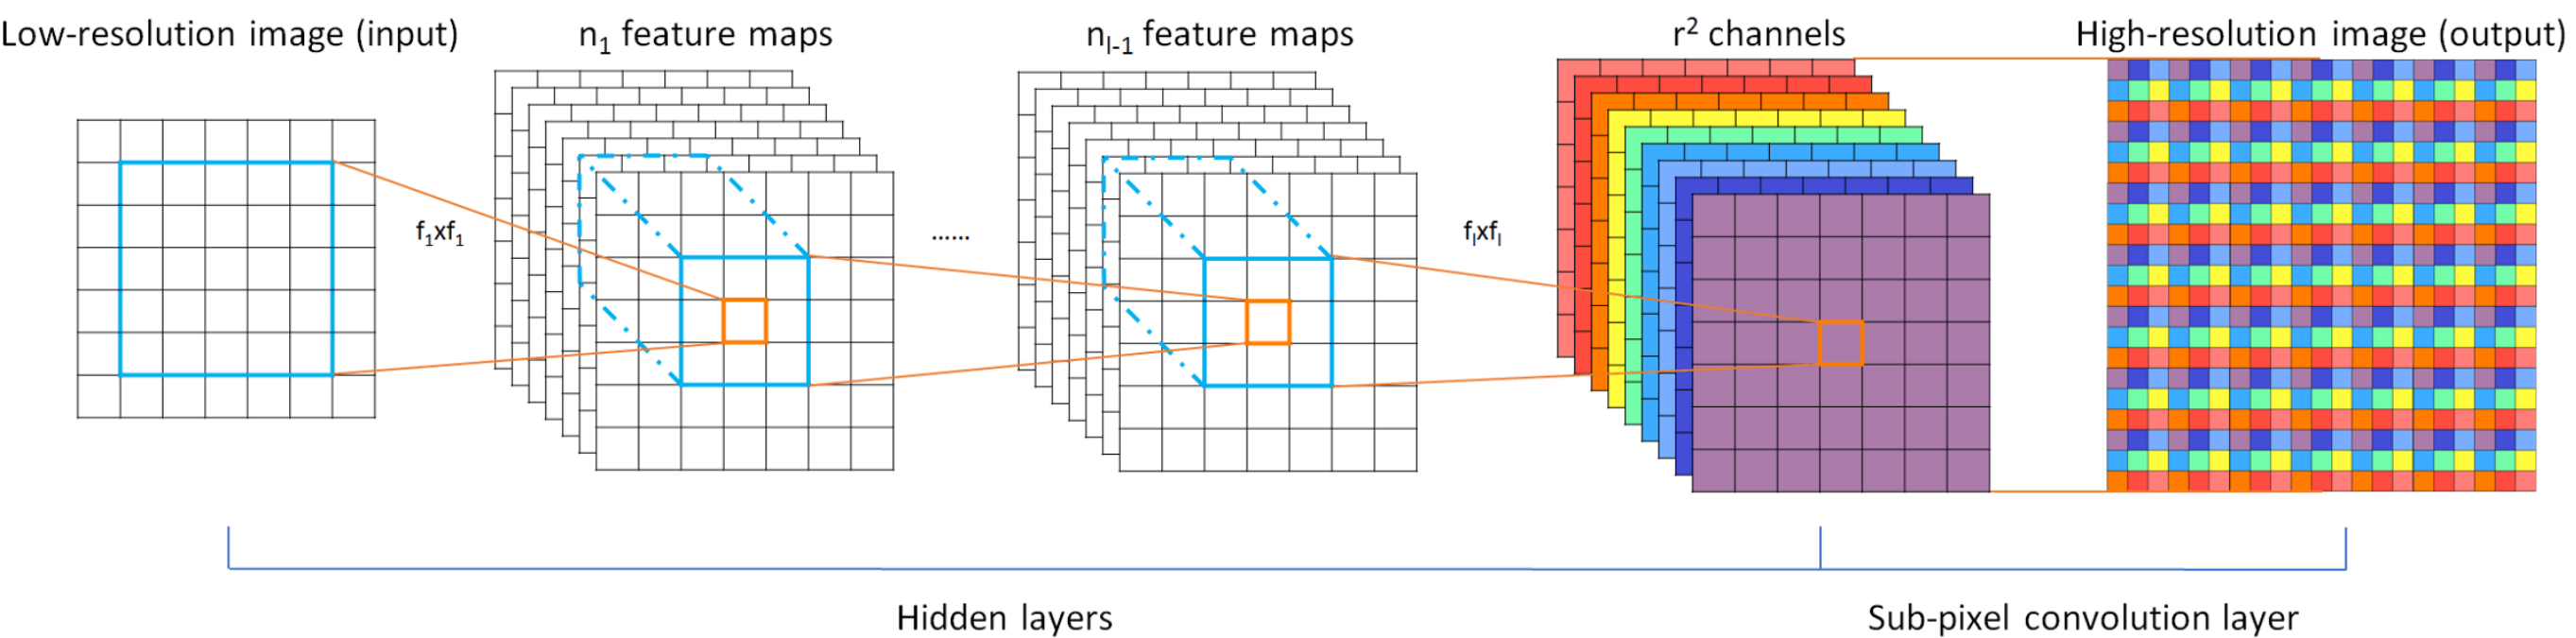 Low-resolution image (input)
n₁ feature maps
nₗ₋₁ feature maps
r² channels
High-resolution image (output)
f₁xf₁
......
fₗxfₗ
Hidden layers
Sub-pixel convolution layer